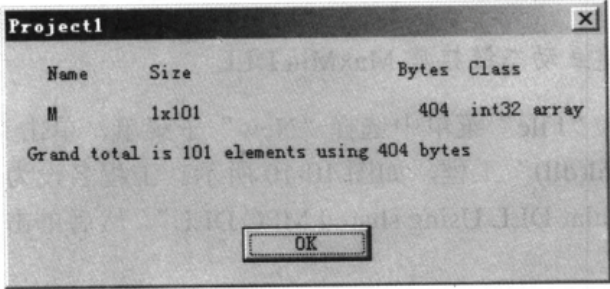 Project1
Name Size Bytes Class
M 1x101 404 int32 array
Grand total is 101 elements using 404 bytes
OK